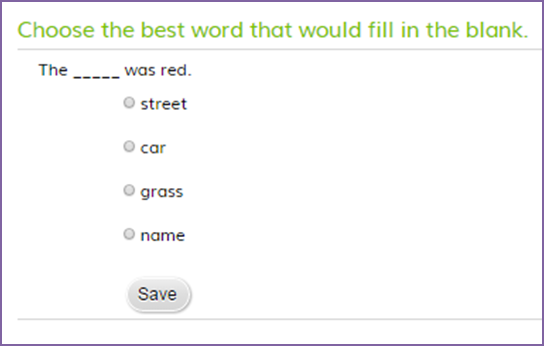 Choose the best word that would fill in the blank.
The _____ was red.
street
car
grass
name
Save